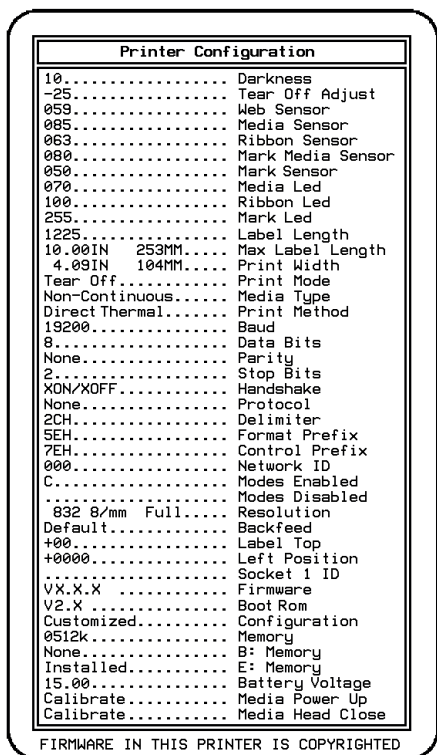 Printer Configuration
10.................. Darkness
-25................. Tear Off Adjust
059................. Web Sensor
085................. Media Sensor
063................. Ribbon Sensor
080................. Mark Media Sensor
050................. Mark Sensor
070................. Media Led
100................. Ribbon Led
255................. Mark Led
1225................ Label Length
10.00IN   253MM..... Max Label Length
4.09IN   104MM..... Print Width
Tear Off............ Print Mode
Non-Continuous...... Media Type
Direct Thermal....... Print Method
19200............... Baud
8................... Data Bits
None................ Parity
2................... Stop Bits
XON/XOFF............ Handshake
None................ Protocol
2CH................. Delimiter
5EH................. Format Prefix
7EH................. Control Prefix
000................. Network ID
C................... Modes Enabled
.................... Modes Disabled
832 8/mm  Full..... Resolution
Default............. Backfeed
+00................. Label Top
+0000............... Left Position
.................... Socket 1 ID
VX.X.X  ............ Firmware
V2.X ............... Boot Rom
Customized.......... Configuration
0512k............... Memory
None................ B: Memory
Installed........... E: Memory
15.00............... Battery Voltage
Calibrate........... Media Power Up
Calibrate........... Media Head Close
FIRMWARE IN THIS PRINTER IS COPYRIGHTED